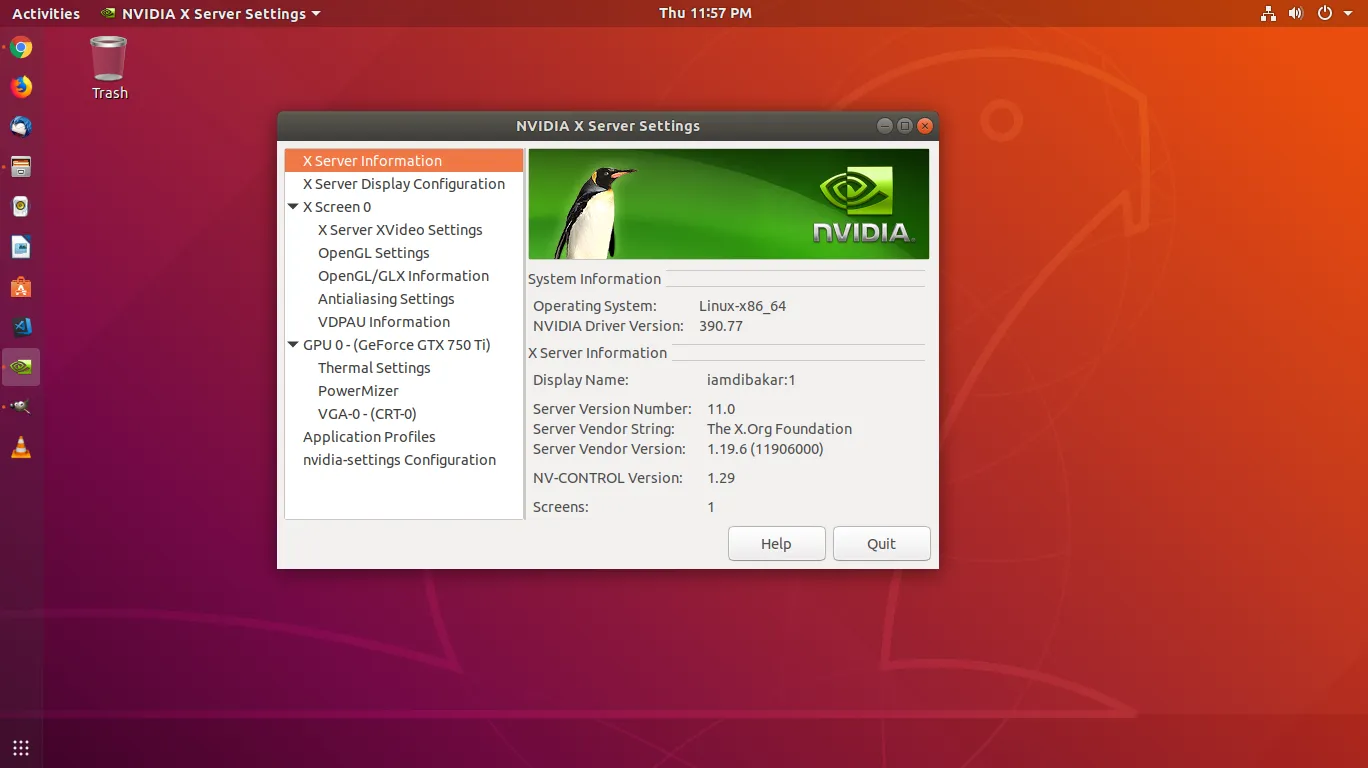 Activities NVIDIA X Server Settings Thu 11:57 PM
Trash
NVIDIA X Server Settings
X Server Information
X Server Display Configuration
X Screen 0
X Server XVideo Settings
OpenGL Settings
OpenGL/GLX Information
Antialiasing Settings
VDPAU Information
GPU 0 - (GeForce GTX 750 Ti)
Thermal Settings
PowerMizer
VGA-0 - (CRT-0)
Application Profiles
nvidia-settings Configuration
NVIDIA.
System Information
Operating System: Linux-x86_64
NVIDIA Driver Version: 390.77
X Server Information
Display Name: iamdibakar:1
Server Version Number: 11.0
Server Vendor String: The X.Org Foundation
Server Vendor Version: 1.19.6 (11906000)
NV-CONTROL Version: 1.29
Screens: 1
Help Quit